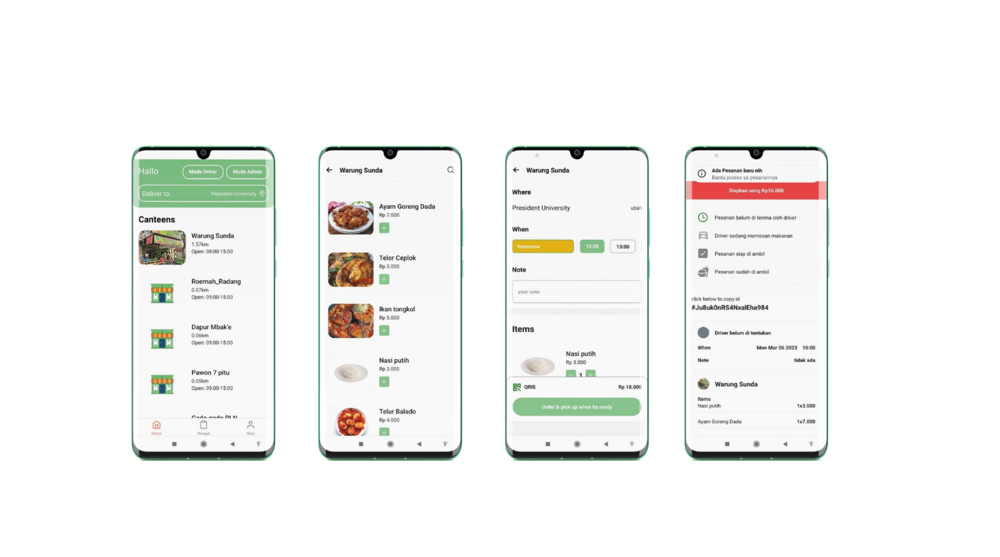 Hallo
Mode Driver
Mode Admin
Deliver to
President University
Canteens
Warung Sunda
1.57km
Open: 08:00-15:00
Roemah_Radang
0.07km
Open: 09:00-15:00
Dapur Mbak'e
0.06km
Open: 09:00-15:00
Pawon 7 pitu
0.05km
Open: 09:00-15:00
Gado-gado PLN
Home
Riwayat
Akun
Warung Sunda
Ayam Goreng Dada
Rp 7.000
Telor Ceplok
Rp 3.000
Ikan tongkol
Rp 5.000
Nasi putih
Rp 3.000
Telur Balado
Rp 4.000
Warung Sunda
Where
President University
ubah
When
Tomorrow
10:00
13:00
Note
your note
Items
Nasi putih
Rp 3.000
1
QRIS
Rp 18.000
Order & pick up when its ready
Ada Pesanan baru nih
Bantu proses ya pesanannya
Siapkan uang Rp16.000
Pesanan belum di terima oleh driver
Driver sedang memesan makanan
Pesanan siap di ambil
Pesanan sudah di ambil
click below to copy id
#Ju8uk0nRS4NxalEha984
Driver belum di tentukan
When Mon Mar 06 2023 10:00
Note tidak ada
Warung Sunda
Items
Nasi putih 1x3.000
Ayam Goreng Dada 1x7.000